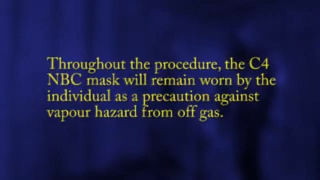 Throughout the procedure, the C4
NBC mask will remain worn by the
individual as a precaution against
vapour hazard from off gas.